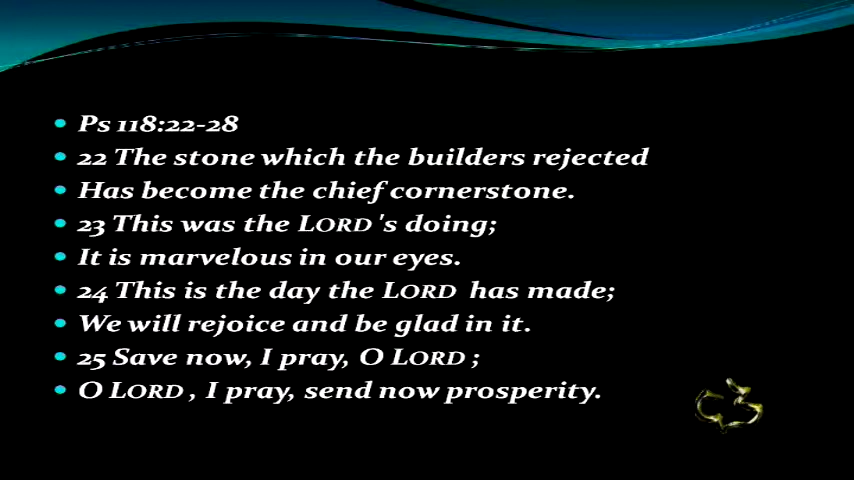 Ps 118:22-28
22 The stone which the builders rejected
Has become the chief cornerstone.
23 This was the LORD 's doing;
It is marvelous in our eyes.
24 This is the day the LORD has made;
We will rejoice and be glad in it.
25 Save now, I pray, O LORD ;
O LORD , I pray, send now prosperity.
C3